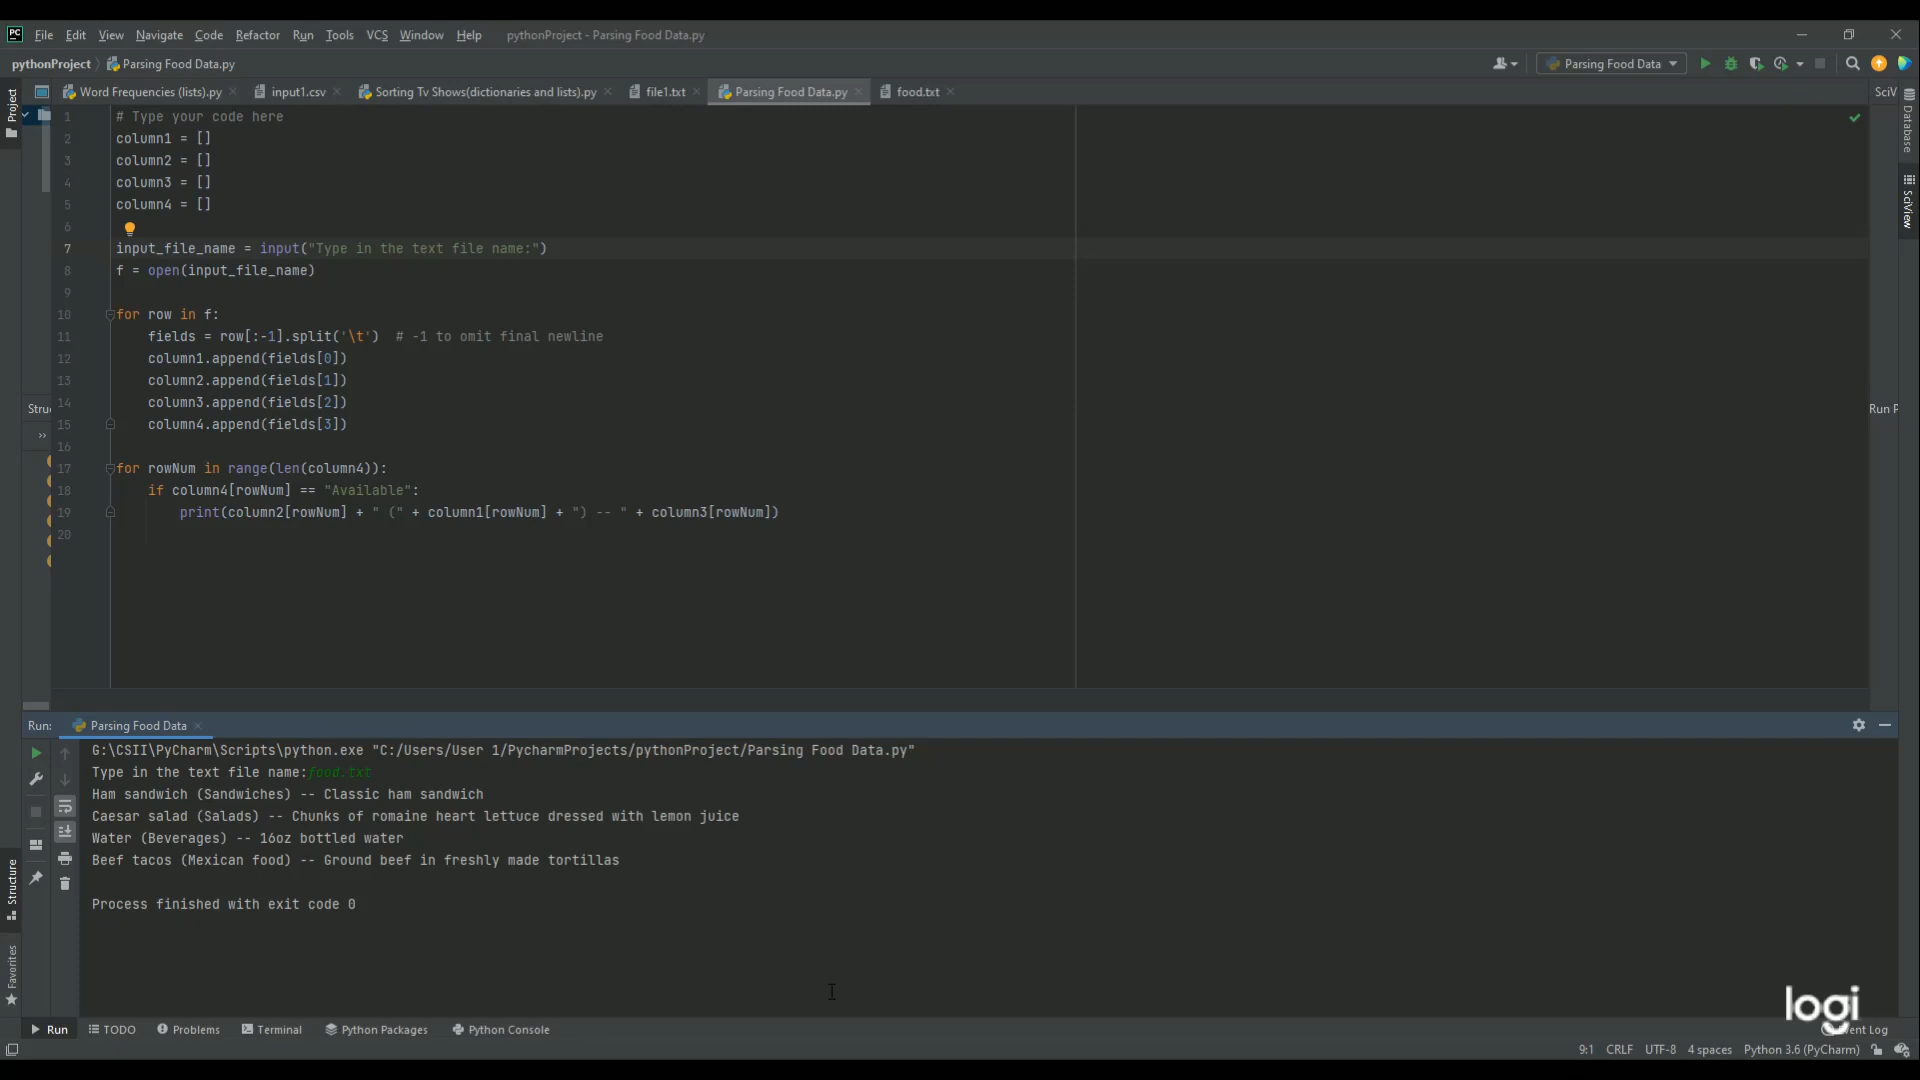 PC File Edit View Navigate Code Refactor Run Tools VCS Window Help pythonProject - Parsing Food Data.py
pythonProject Parsing Food Data.py Parsing Food Data
Project Word Frequencies (lists).py input1.csv Sorting Tv Shows(dictionaries and lists).py file1.txt Parsing Food Data.py food.txt SciV
Database
SciView
1 # Type your code here
2 column1 = []
3 column2 = []
4 column3 = []
5 column4 = []
6
7 input_file_name = input("Type in the text file name:")
8 f = open(input_file_name)
9
10 for row in f:
11 fields = row[:-1].split('\t') # -1 to omit final newline
12 column1.append(fields[0])
13 column2.append(fields[1])
14 column3.append(fields[2])
15 column4.append(fields[3])
16
17 for rowNum in range(len(column4)):
18 if column4[rowNum] == "Available":
19 print(column2[rowNum] + " (" + column1[rowNum] + ") -- " + column3[rowNum])
20
Stru
Run P
Run: Parsing Food Data
G:\CSII\PyCharm\Scripts\python.exe "C:/Users/User 1/PycharmProjects/pythonProject/Parsing Food Data.py"
Type in the text file name:food.txt
Ham sandwich (Sandwiches) -- Classic ham sandwich
Caesar salad (Salads) -- Chunks of romaine heart lettuce dressed with lemon juice
Water (Beverages) -- 16oz bottled water
Beef tacos (Mexican food) -- Ground beef in freshly made tortillas
Process finished with exit code 0
Structure
Favorites
logi
Run TODO Problems Terminal Python Packages Python Console Event Log
9:1 CRLF UTF-8 4 spaces Python 3.6 (PyCharm)